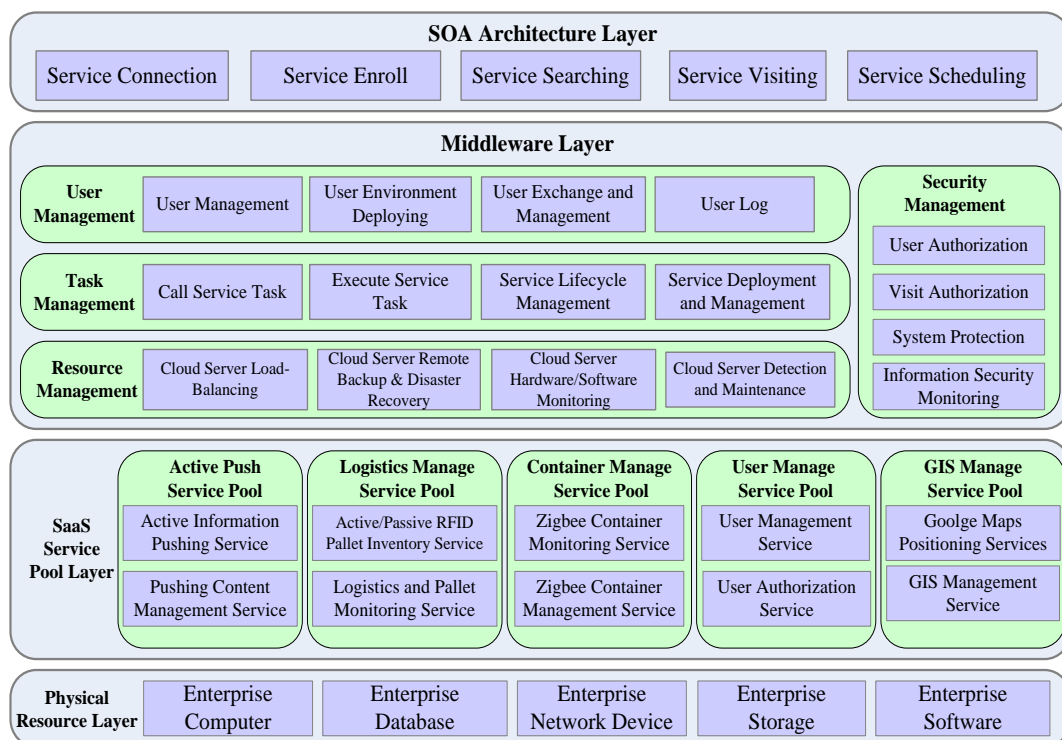 SOA Architecture Layer
Service Connection
Service Enroll
Service Searching
Service Visiting
Service Scheduling
Middleware Layer
User
Management
User Management
User Environment
Deploying
User Exchange and
Management
User Log
Task
Management
Call Service Task
Execute Service
Task
Service Lifecycle
Management
Service Deployment
and Management
Resource
Management
Cloud Server Load-
Balancing
Cloud Server Remote
Backup & Disaster
Recovery
Cloud Server
Hardware/Software
Monitoring
Cloud Server Detection
and Maintenance
Security
Management
User Authorization
Visit Authorization
System Protection
Information Security
Monitoring
SaaS
Service
Pool Layer
Active Push
Service Pool
Active Information
Pushing Service
Pushing Content
Management Service
Logistics Manage
Service Pool
Active/Passive RFID
Pallet Inventory Service
Logistics and Pallet
Monitoring Service
Container Manage
Service Pool
Zigbee Container
Monitoring Service
Zigbee Container
Management Service
User Manage
Service Pool
User Management
Service
User Authorization
Service
GIS Manage
Service Pool
Goolge Maps
Positioning Services
GIS Management
Service
Physical
Resource Layer
Enterprise
Computer
Enterprise
Database
Enterprise
Network Device
Enterprise
Storage
Enterprise
Software